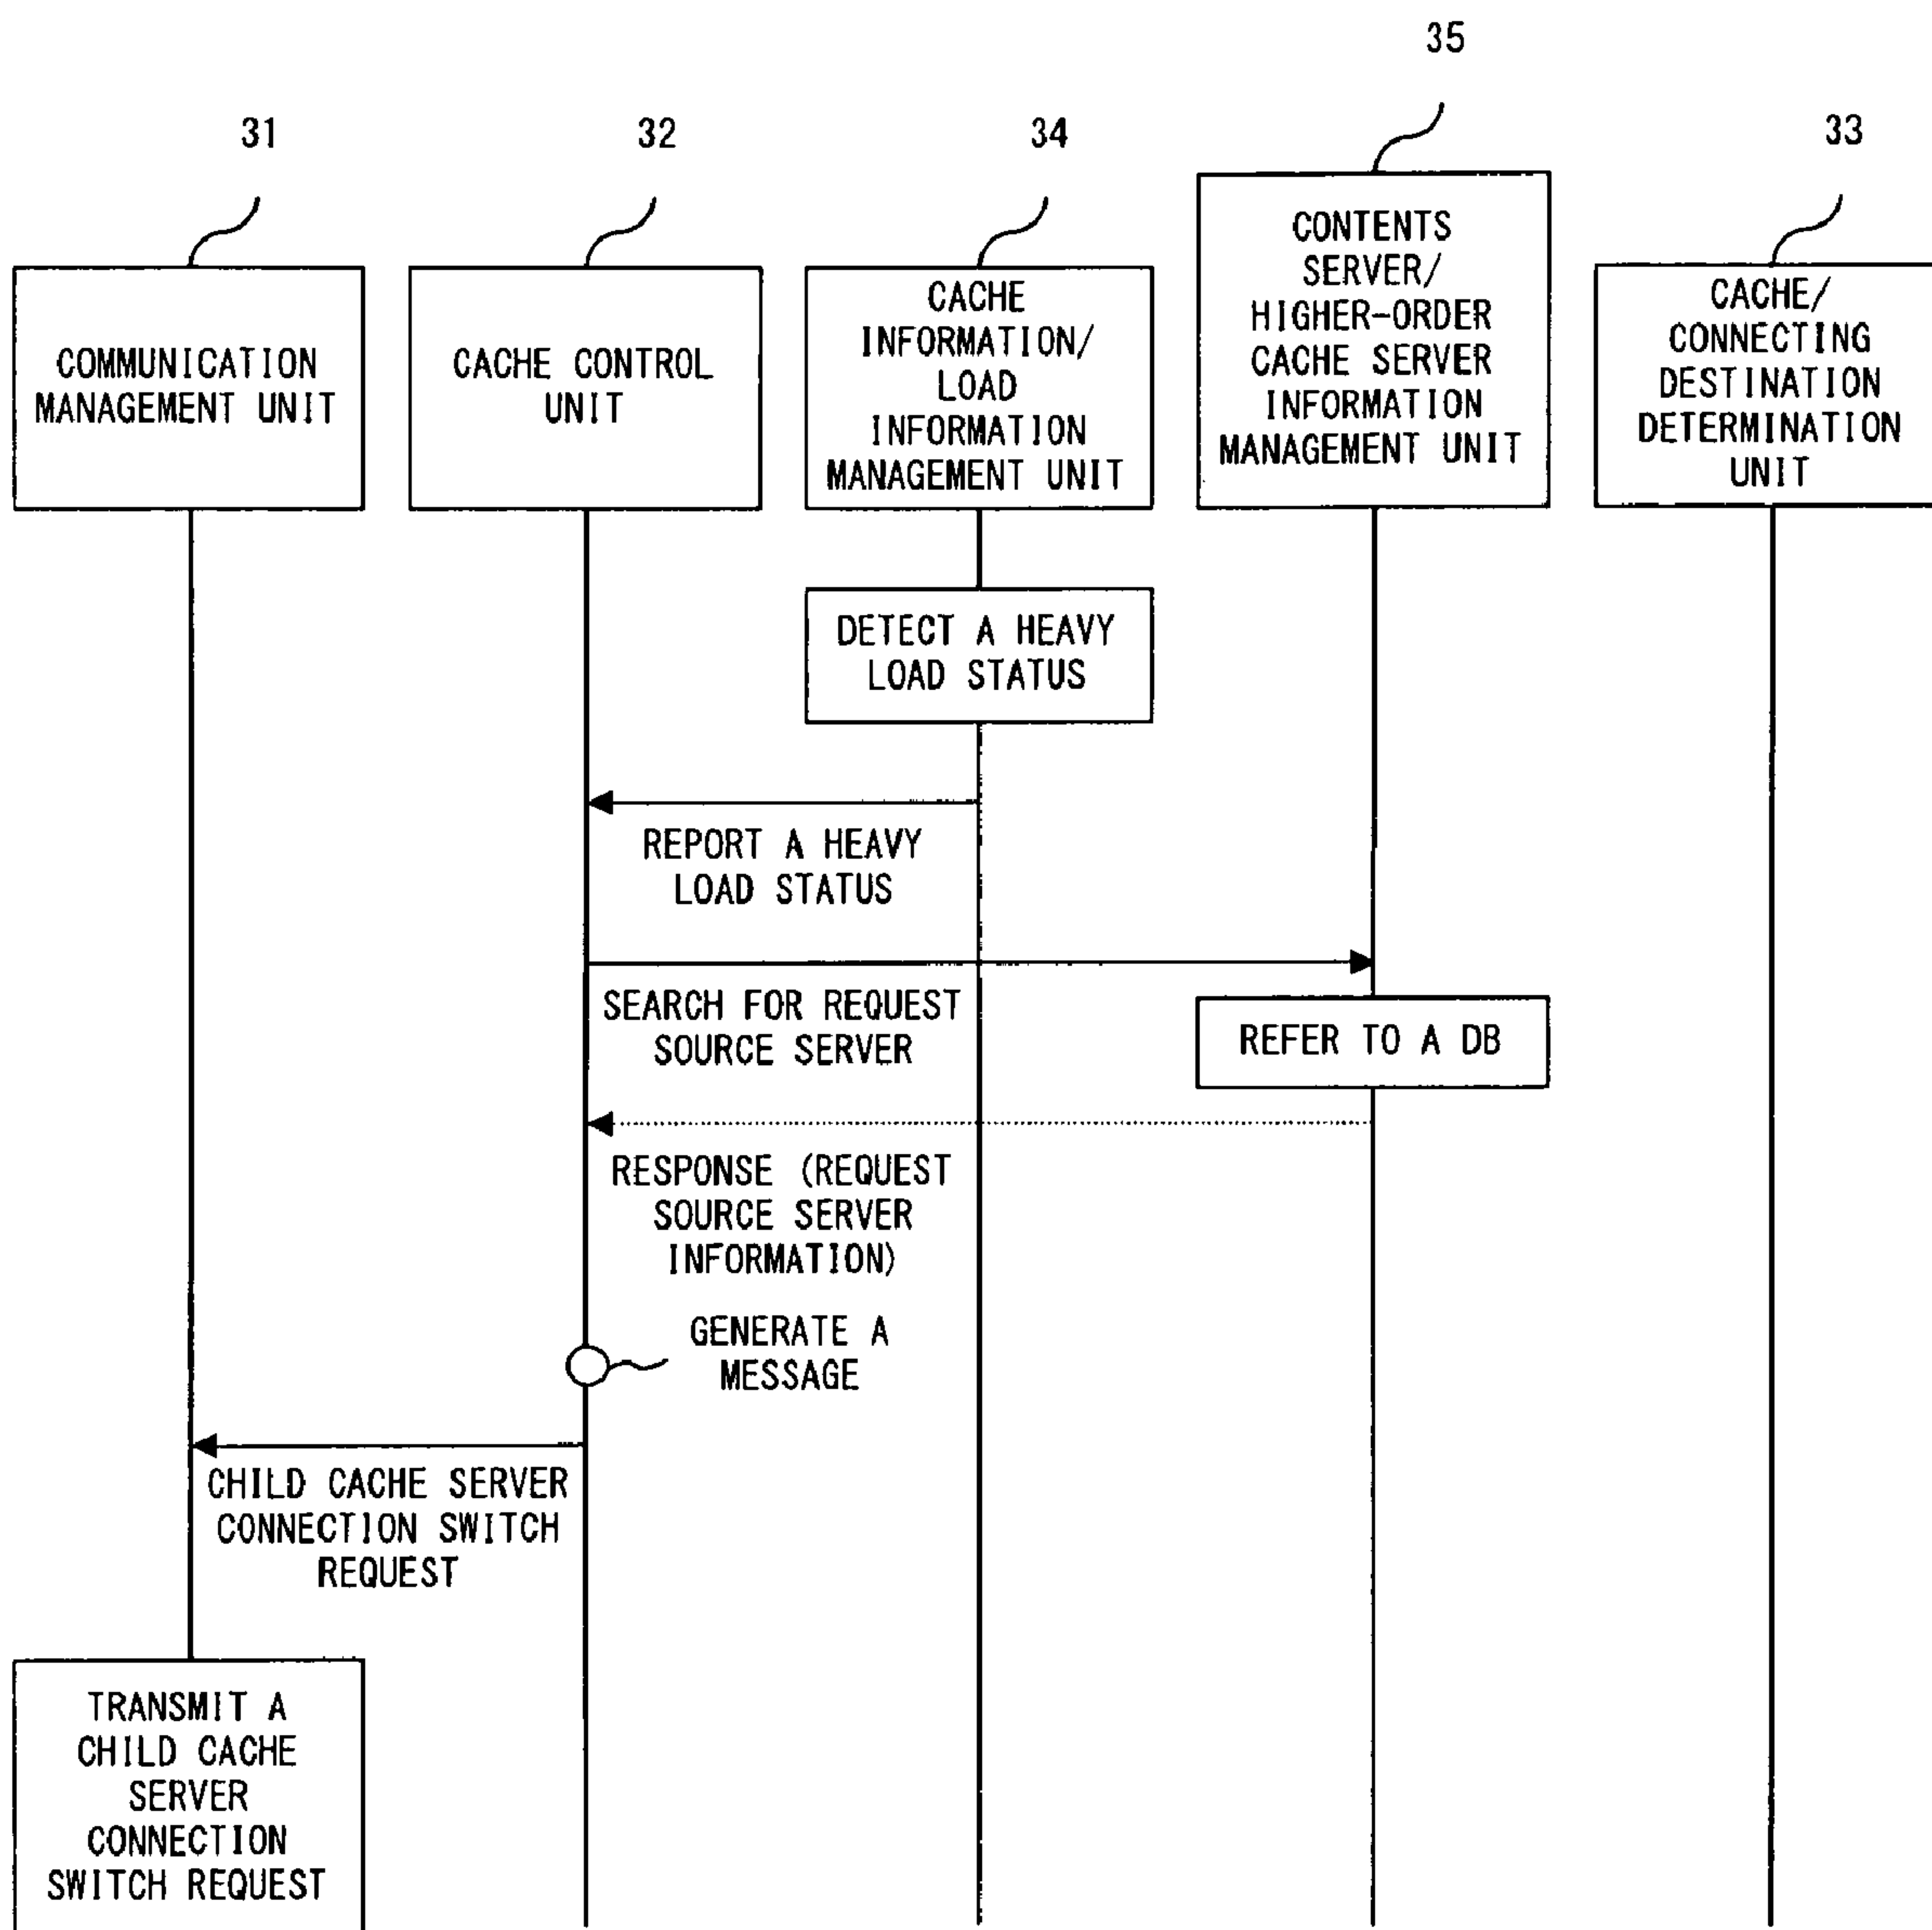 35
31
32
34
33
COMMUNICATION
MANAGEMENT UNIT
CACHE CONTROL
UNIT
CACHE
INFORMATION/
LOAD
INFORMATION
MANAGEMENT UNIT
CONTENTS
SERVER/
HIGHER-ORDER
CACHE SERVER
INFORMATION
MANAGEMENT UNIT
CACHE/
CONNECTING
DESTINATION
DETERMINATION
UNIT
DETECT A HEAVY
LOAD STATUS
REPORT A HEAVY
LOAD STATUS
SEARCH FOR REQUEST
SOURCE SERVER
REFER TO A DB
RESPONSE (REQUEST
SOURCE SERVER
INFORMATION)
GENERATE A
MESSAGE
CHILD CACHE SERVER
CONNECTION SWITCH
REQUEST
TRANSMIT A
CHILD CACHE
SERVER
CONNECTION
SWITCH REQUEST